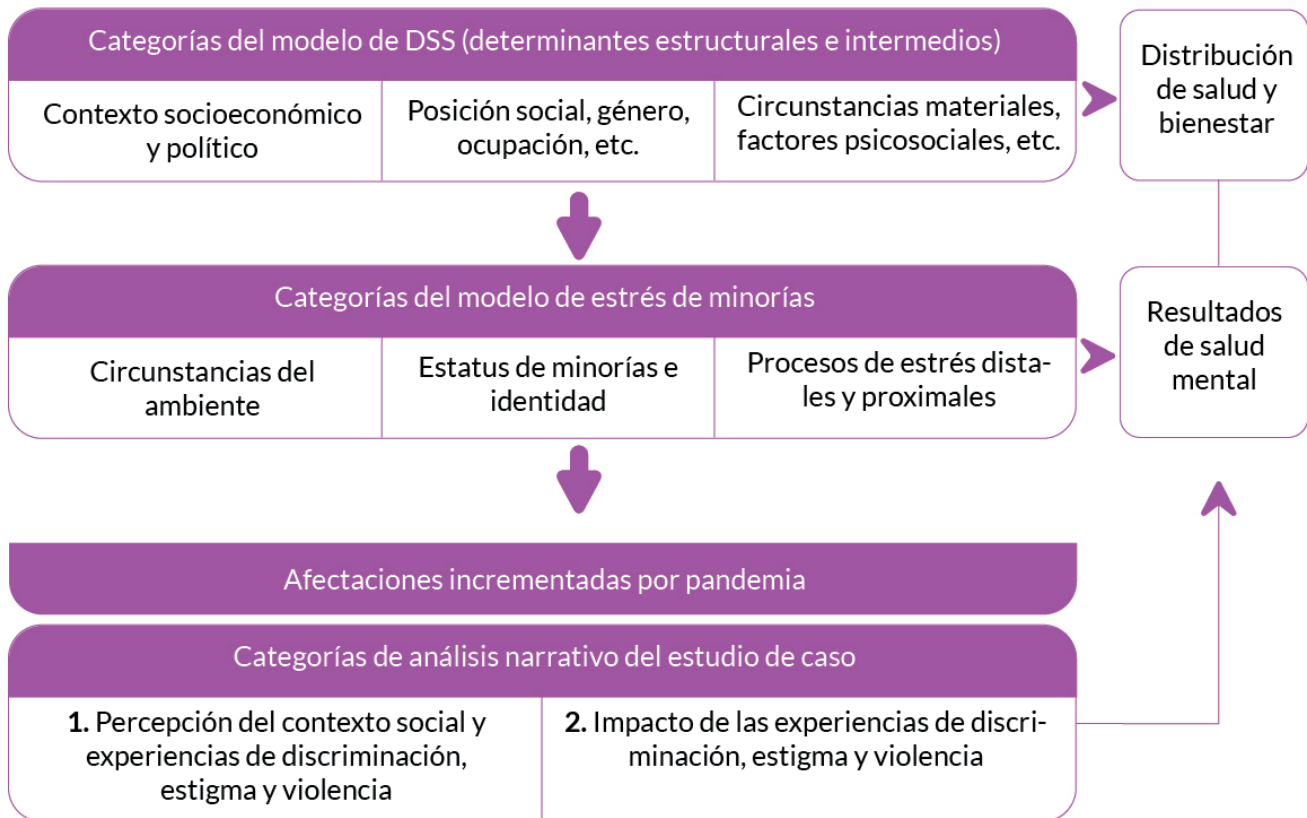 Categorías del modelo de DSS (determinantes estructurales e intermedios)
Contexto socioeconómico
y político
Posición social, género,
ocupación, etc.
Circunstancias materiales,
factores psicosociales, etc.
Distribución
de salud y
bienestar
Categorías del modelo de estrés de minorías
Circunstancias del
ambiente
Estatus de minorías e
identidad
Procesos de estrés dista-
les y proximales
Resultados
de salud
mental
Afectaciones incrementadas por pandemia
Categorías de análisis narrativo del estudio de caso
1. Percepción del contexto social y
experiencias de discriminación,
estigma y violencia
2. Impacto de las experiencias de discri-
minación, estigma y violencia